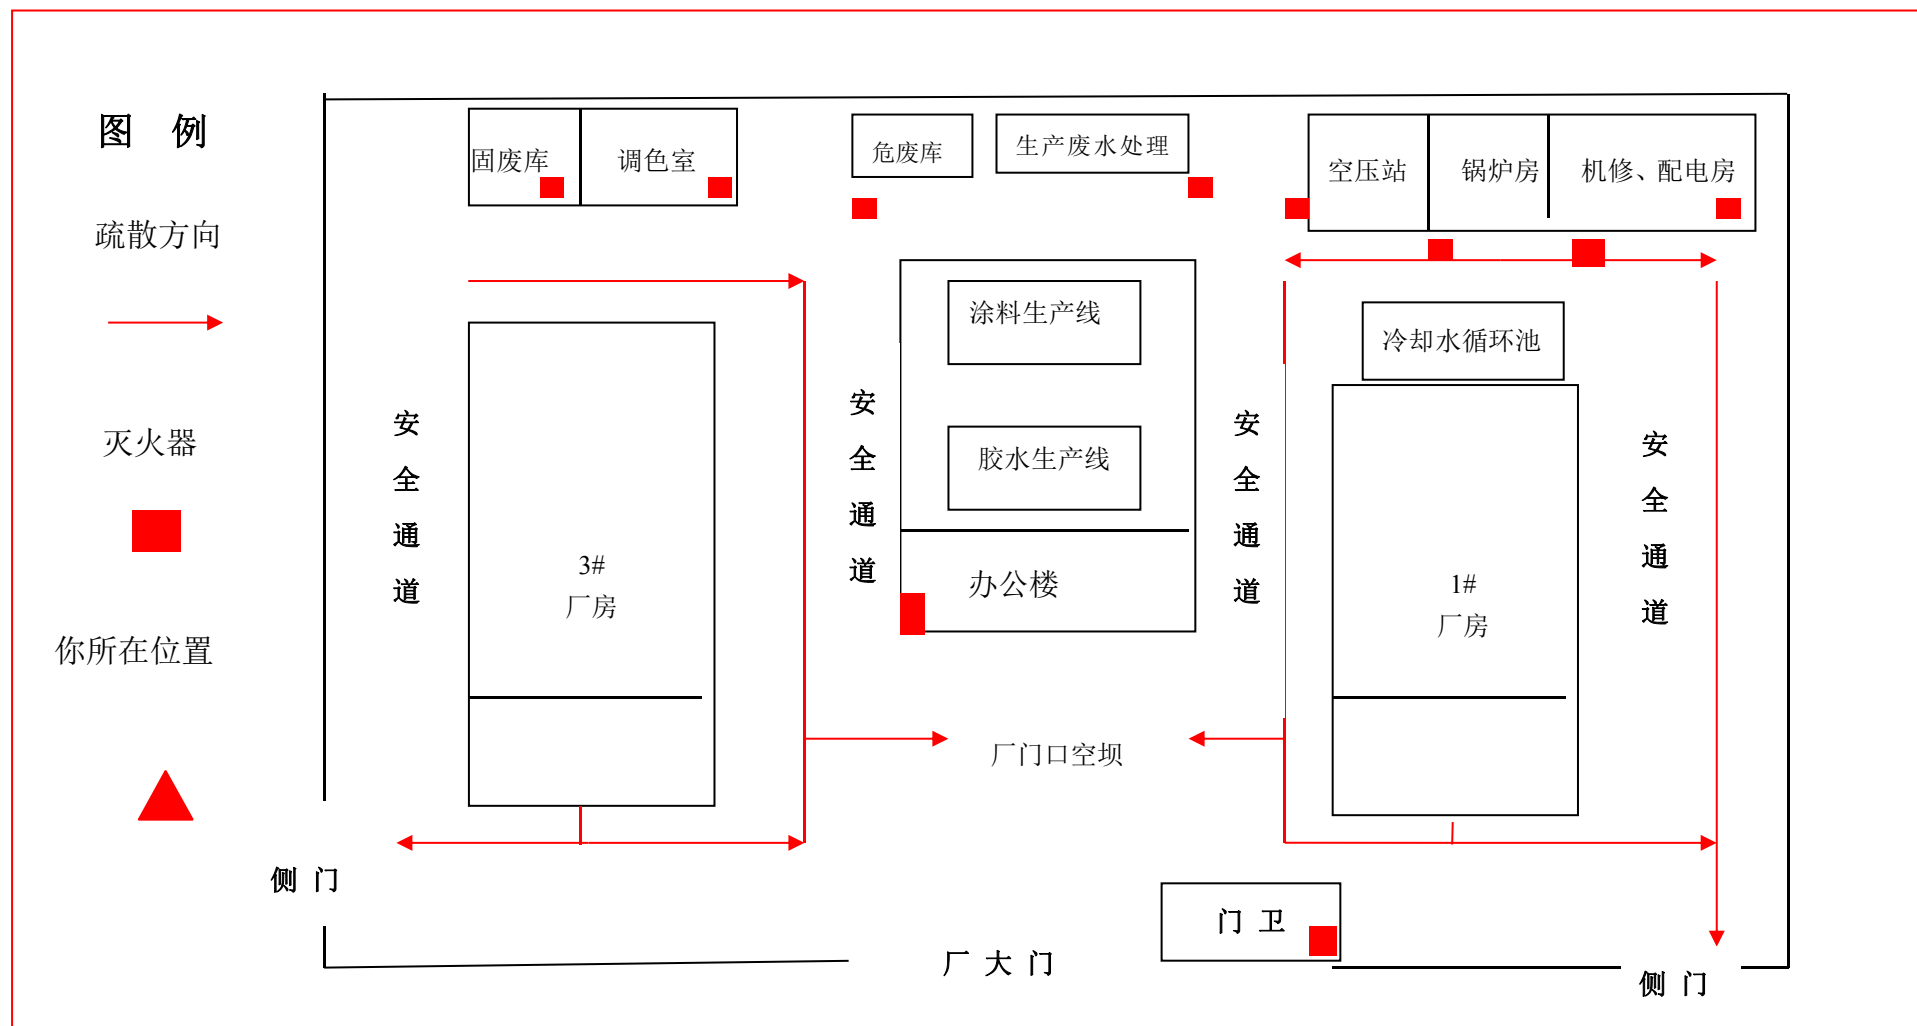 图 例
疏散方向
灭火器
你所在位置
固废库
调色室
危废库
生产废水处理
空压站
锅炉房
机修、配电房
涂料生产线
冷却水循环池
胶水生产线
安全通道
安全通道
安全通道
安全通道
3#
厂房
办公楼
1#
厂房
厂门口空坝
侧 门
门 卫
厂 大 门
侧 门